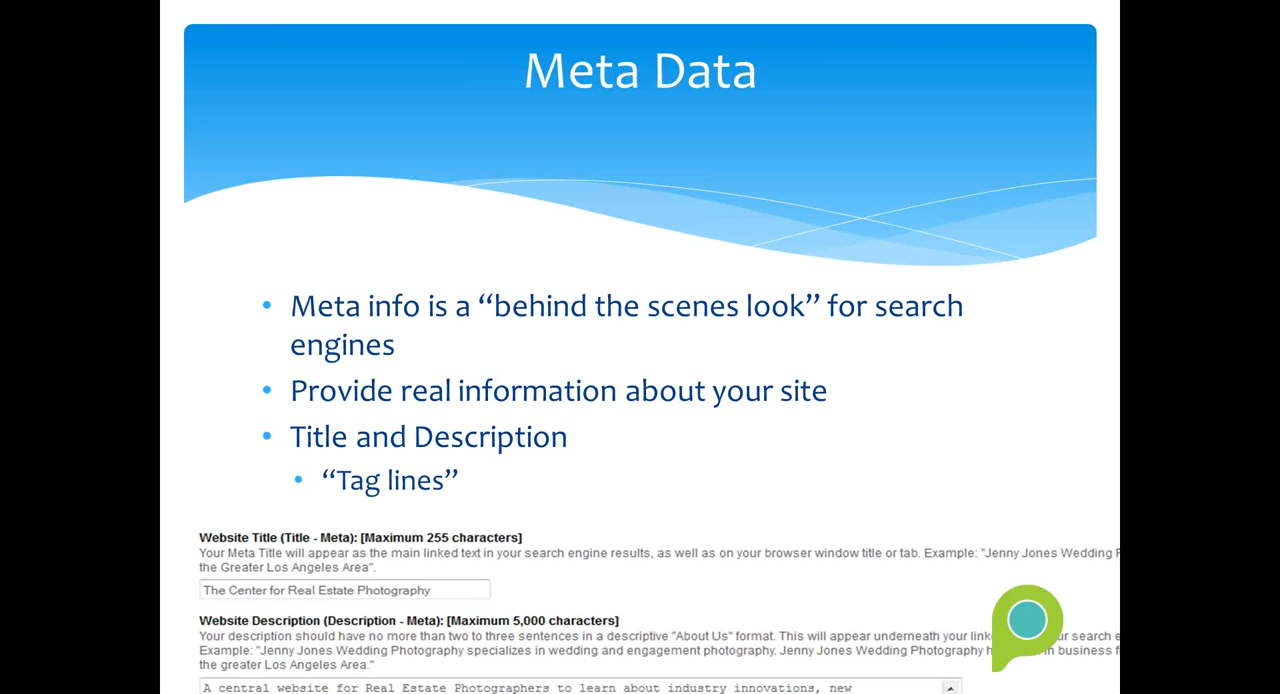 Meta Data
• Meta info is a “behind the scenes look” for search
engines
• Provide real information about your site
• Title and Description
• “Tag lines”
Website Title (Title - Meta): [Maximum 255 characters]
Your Meta Title will appear as the main linked text in your search engine results, as well as on your browser window title or tab. Example: "Jenny Jones Wedding
the Greater Los Angeles Area".
The Center for Real Estate Photography
Website Description (Description - Meta): [Maximum 5,000 characters]
Your description should have no more than two to three sentences in a descriptive "About Us" format. This will appear underneath your search
Example: "Jenny Jones Wedding Photography specializes in wedding and engagement photography. Jenny Jones Wedding Photography in business
the greater Los Angeles Area."
A central website for Real Estate Photographers to learn about industry innovations, new